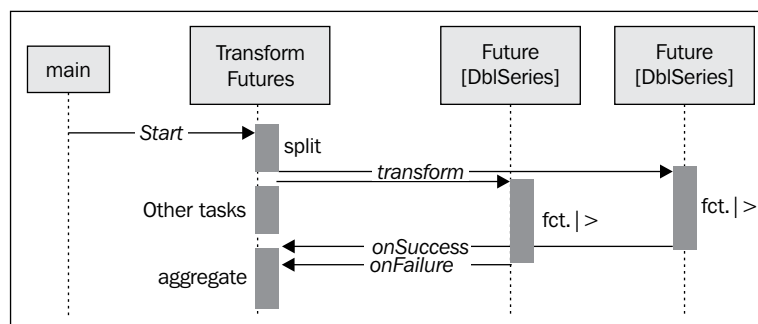 main
Transform
Futures
Future
[DblSeries]
Future
[DblSeries]
Start
split
transform
Other tasks
fct.|>
fct.|>
onSuccess
onFailure
aggregate